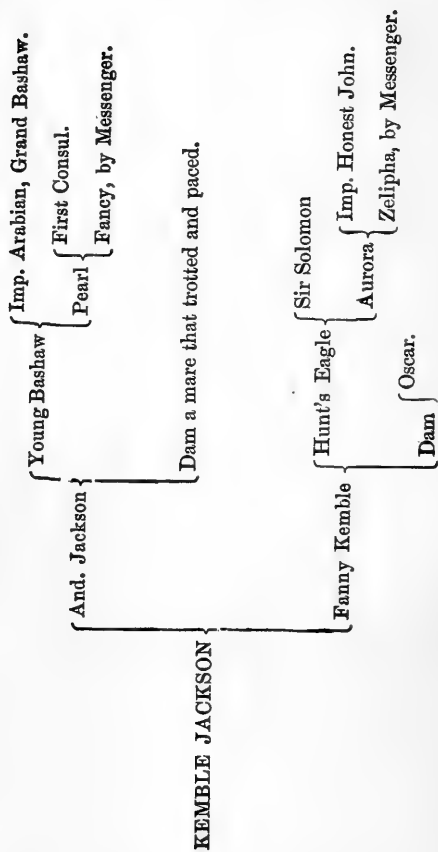 KEMBLE JACKSON
And. Jackson
Young Bashaw
Imp. Arabian, Grand Bashaw.
Pearl
First Consul.
Fancy, by Messenger.
Dam a mare that trotted and paced.
Fanny Kemble
Hunt's Eagle
Sir Solomon
Aurora
Imp. Honest John.
Zelipha, by Messenger.
Dam
Oscar.